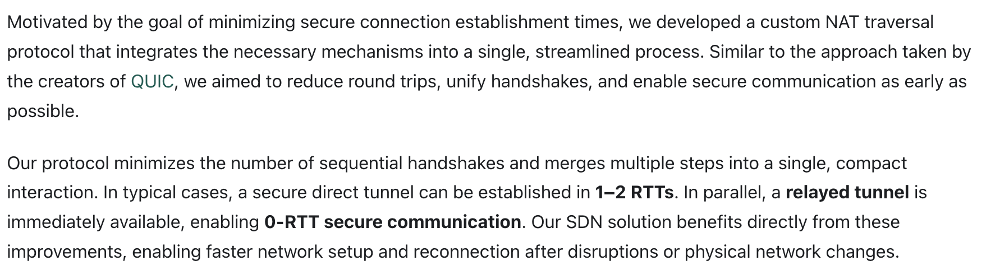 Motivated by the goal of minimizing secure connection establishment times, we developed a custom NAT traversal
protocol that integrates the necessary mechanisms into a single, streamlined process. Similar to the approach taken by
the creators of QUIC, we aimed to reduce round trips, unify handshakes, and enable secure communication as early as
possible.
Our protocol minimizes the number of sequential handshakes and merges multiple steps into a single, compact
interaction. In typical cases, a secure direct tunnel can be established in 1–2 RTTs. In parallel, a relayed tunnel is
immediately available, enabling 0-RTT secure communication. Our SDN solution benefits directly from these
improvements, enabling faster network setup and reconnection after disruptions or physical network changes.